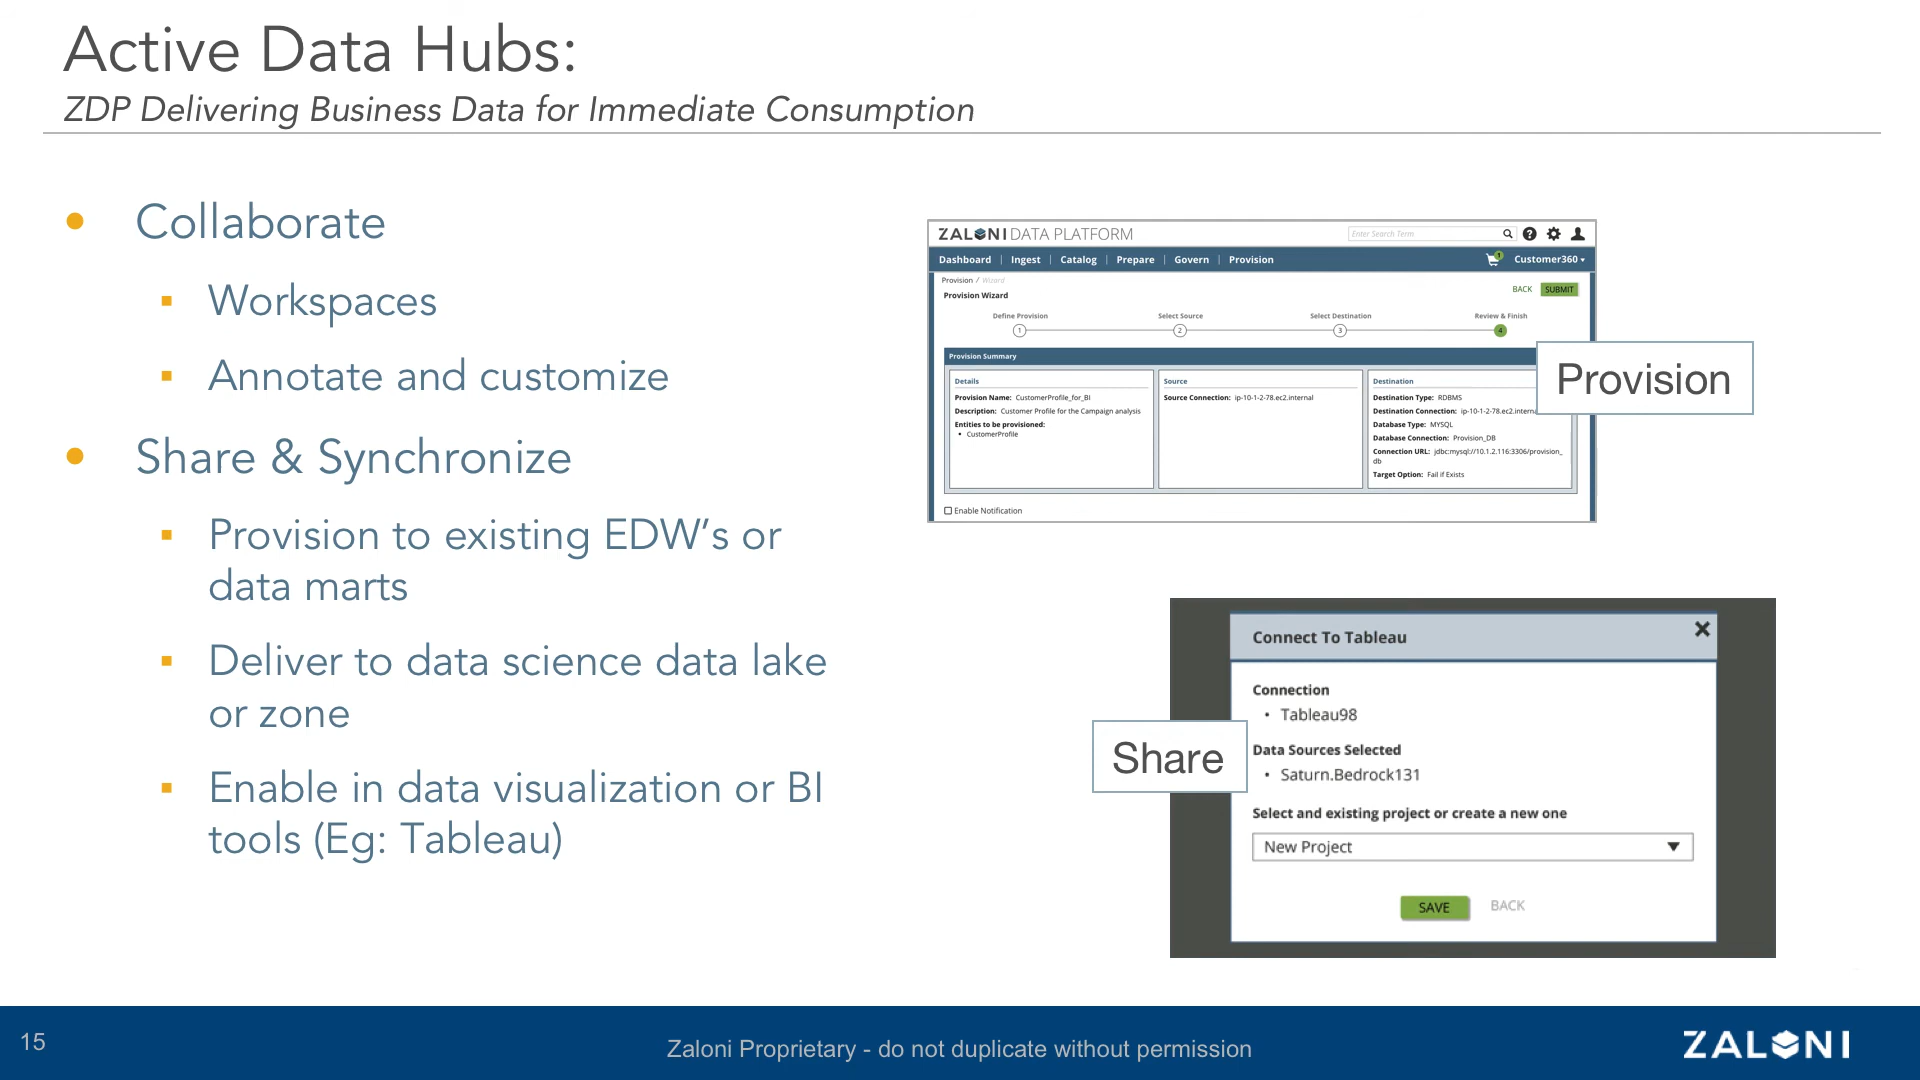 Active Data Hubs:
ZDP Delivering Business Data for Immediate Consumption
• Collaborate
▪ Workspaces
▪ Annotate and customize
• Share & Synchronize
▪ Provision to existing EDW's or
data marts
▪ Deliver to data science data lake
or zone
▪ Enable in data visualization or BI
tools (Eg: Tableau)
ZALONI DATA PLATFORM
Enter Search Term
Dashboard | Ingest | Catalog | Prepare | Govern | Provision
1
Customer360
Provision / Wizard
Provision Wizard
BACK SUBMIT
Define Provision Select Source Select Destination Review & Finish
1 2 3 4
Provision Summary
Details
Provision Name: CustomerProfile_for_BI
Description: Customer Profile for the Campaign analysis
Entities to be provisioned:
• CustomerProfile
Source
Source Connection: ip-10-1-2-78.ec2.internal
Destination
Destination Type: RDBMS
Destination Connection: ip-10-1-2-78.ec2.interna
Database Type: MYSQL
Database Connection: Provision_DB
Connection URL: jdbc:mysql://10.1.2.116:3306/provision_
db
Target Option: Fail if Exists
Enable Notification
Provision
Connect To Tableau
Connection
• Tableau98
Data Sources Selected
• Saturn.Bedrock131
Select and existing project or create a new one
New Project
SAVE BACK
Share
15
Zaloni Proprietary - do not duplicate without permission
ZALONI